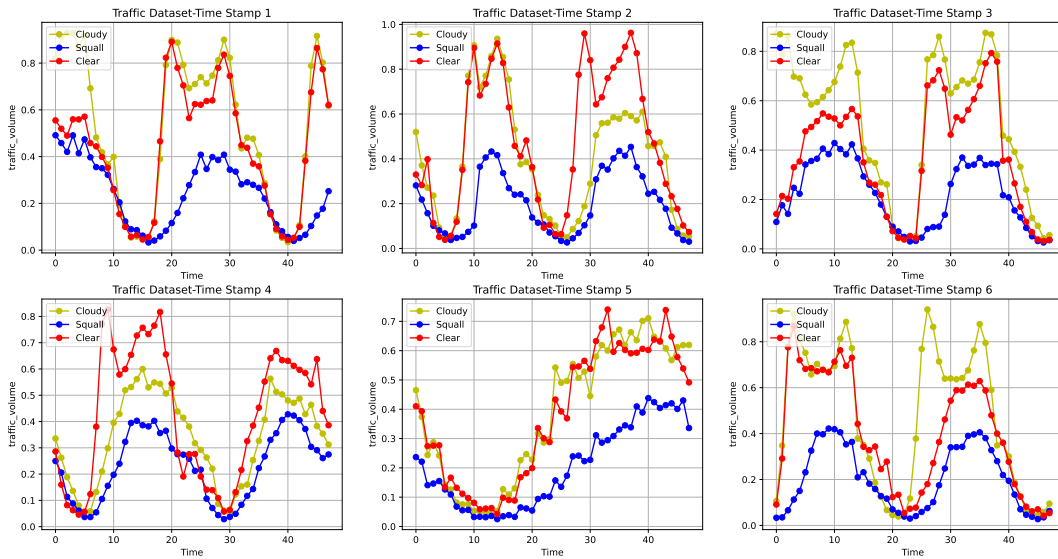 Traffic Dataset-Time Stamp 1
Cloudy
Squall
Clear
traffic_volume
0.0
0.2
0.4
0.6
0.8
0
10
20
30
40
Time
Traffic Dataset-Time Stamp 2
Cloudy
Squall
Clear
traffic_volume
0.0
0.2
0.4
0.6
0.8
1.0
0
10
20
30
40
Time
Traffic Dataset-Time Stamp 3
Cloudy
Squall
Clear
traffic_volume
0.0
0.2
0.4
0.6
0.8
0
10
20
30
40
Time
Traffic Dataset-Time Stamp 4
Cloudy
Squall
Clear
traffic_volume
0.0
0.1
0.2
0.3
0.4
0.5
0.6
0.7
0.8
0
10
20
30
40
Time
Traffic Dataset-Time Stamp 5
Cloudy
Squall
Clear
traffic_volume
0.0
0.1
0.2
0.3
0.4
0.5
0.6
0.7
0
10
20
30
40
Time
Traffic Dataset-Time Stamp 6
Cloudy
Squall
Clear
traffic_volume
0.0
0.2
0.4
0.6
0.8
0
10
20
30
40
Time